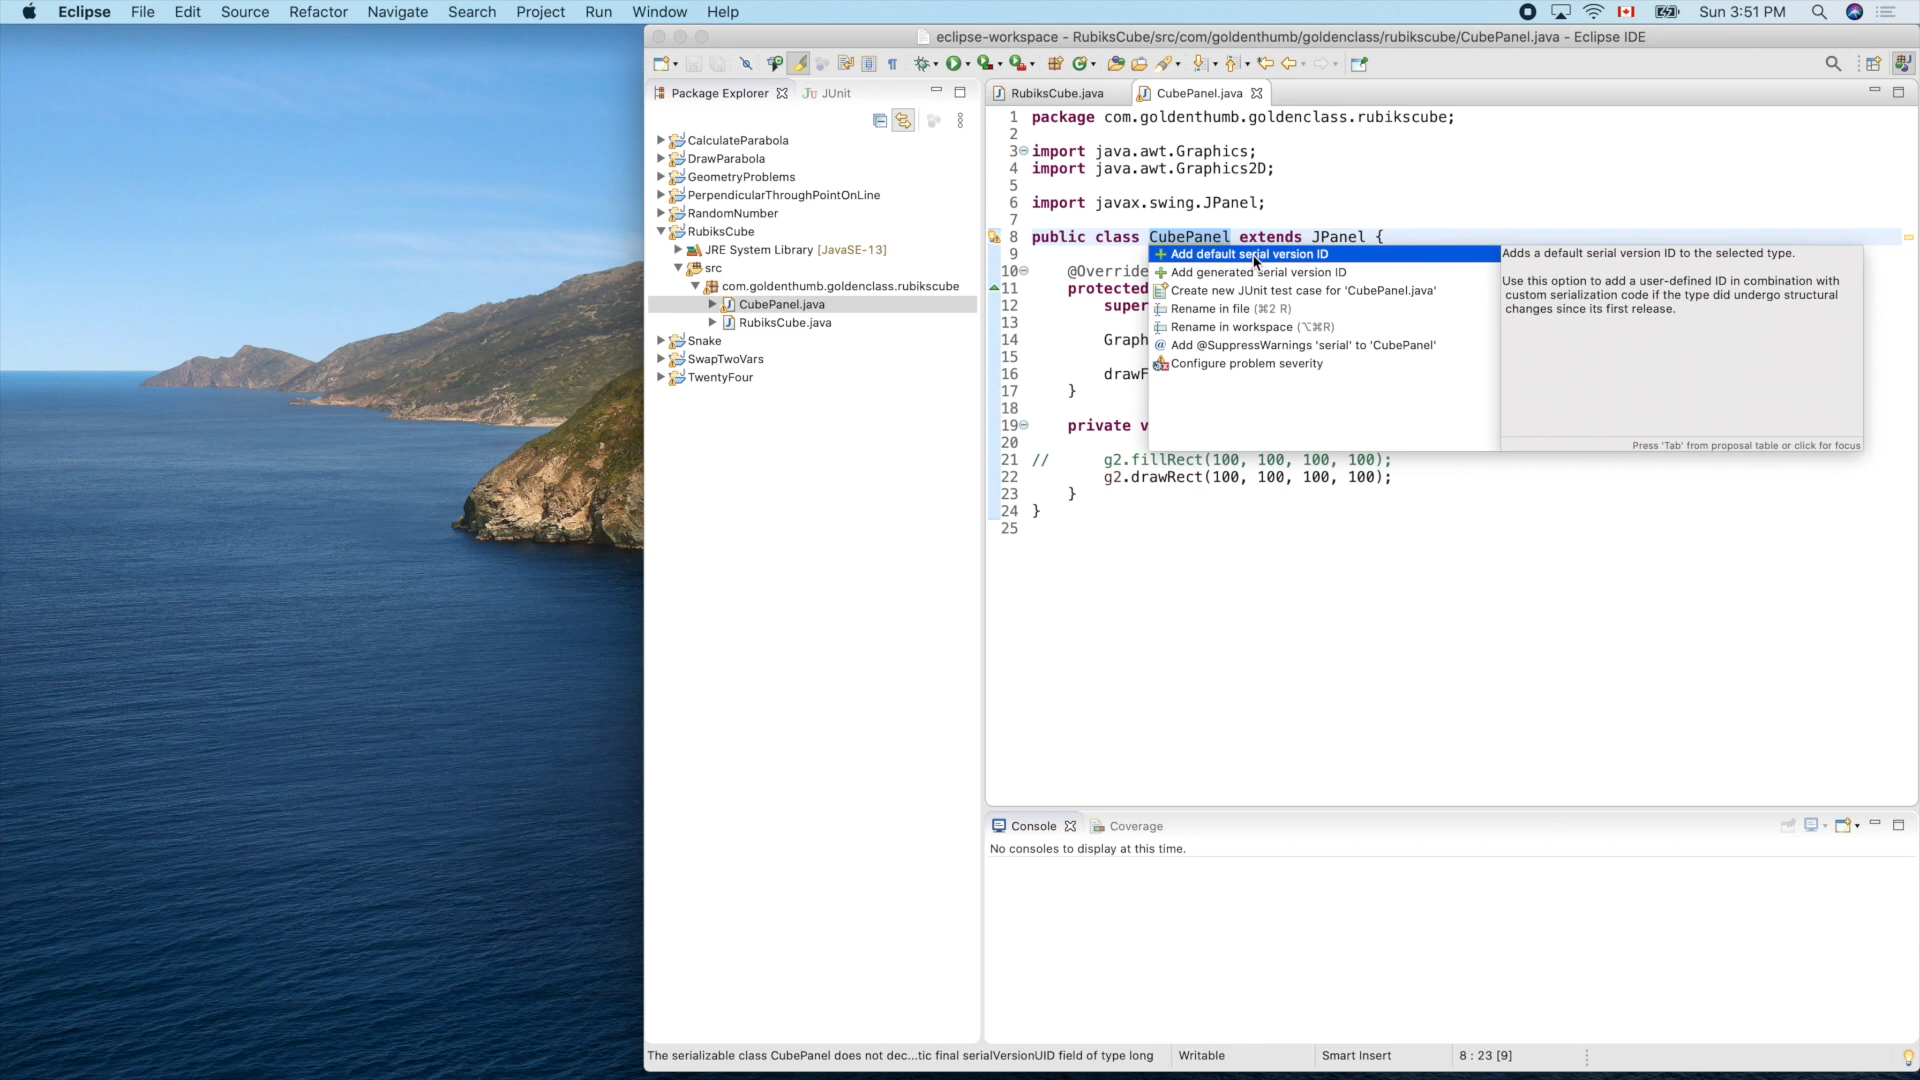 Eclipse File Edit Source Refactor Navigate Search Project Run Window Help Sun 3:51 PM
eclipse-workspace - RubiksCube/src/com/goldenthumb/goldenclass/rubikscube/CubePanel.java - Eclipse IDE
Package Explorer JUnit
CalculateParabola
DrawParabola
GeometryProblems
PerpendicularThroughPointOnLine
RandomNumber
RubiksCube
JRE System Library [JavaSE-13]
src
com.goldenthumb.goldenclass.rubikscube
CubePanel.java
RubiksCube.java
Snake
SwapTwoVars
TwentyFour
RubiksCube.java CubePanel.java
1 package com.goldenthumb.goldenclass.rubikscube;
2
3 import java.awt.Graphics;
4 import java.awt.Graphics2D;
5
6 import javax.swing.JPanel;
7
8 public class CubePanel extends JPanel {
9
10 @Override
11 protected
12 super
13
14 Graph
15
16 drawF
17 }
18
19 private v
20
21 // g2.fillRect(100, 100, 100, 100);
22 g2.drawRect(100, 100, 100, 100);
23 }
24 }
25
Add default serial version ID
Add generated serial version ID
Create new JUnit test case for 'CubePanel.java'
Rename in file (⌘2 R)
Rename in workspace (⌥⌘R)
Add @SuppressWarnings 'serial' to 'CubePanel'
Configure problem severity
Adds a default serial version ID to the selected type.
Use this option to add a user-defined ID in combination with
custom serialization code if the type did undergo structural
changes since its first release.
Press 'Tab' from proposal table or click for focus
Console Coverage
No consoles to display at this time.
The serializable class CubePanel does not dec...tic final serialVersionUID field of type long Writable Smart Insert 8 : 23 [9]